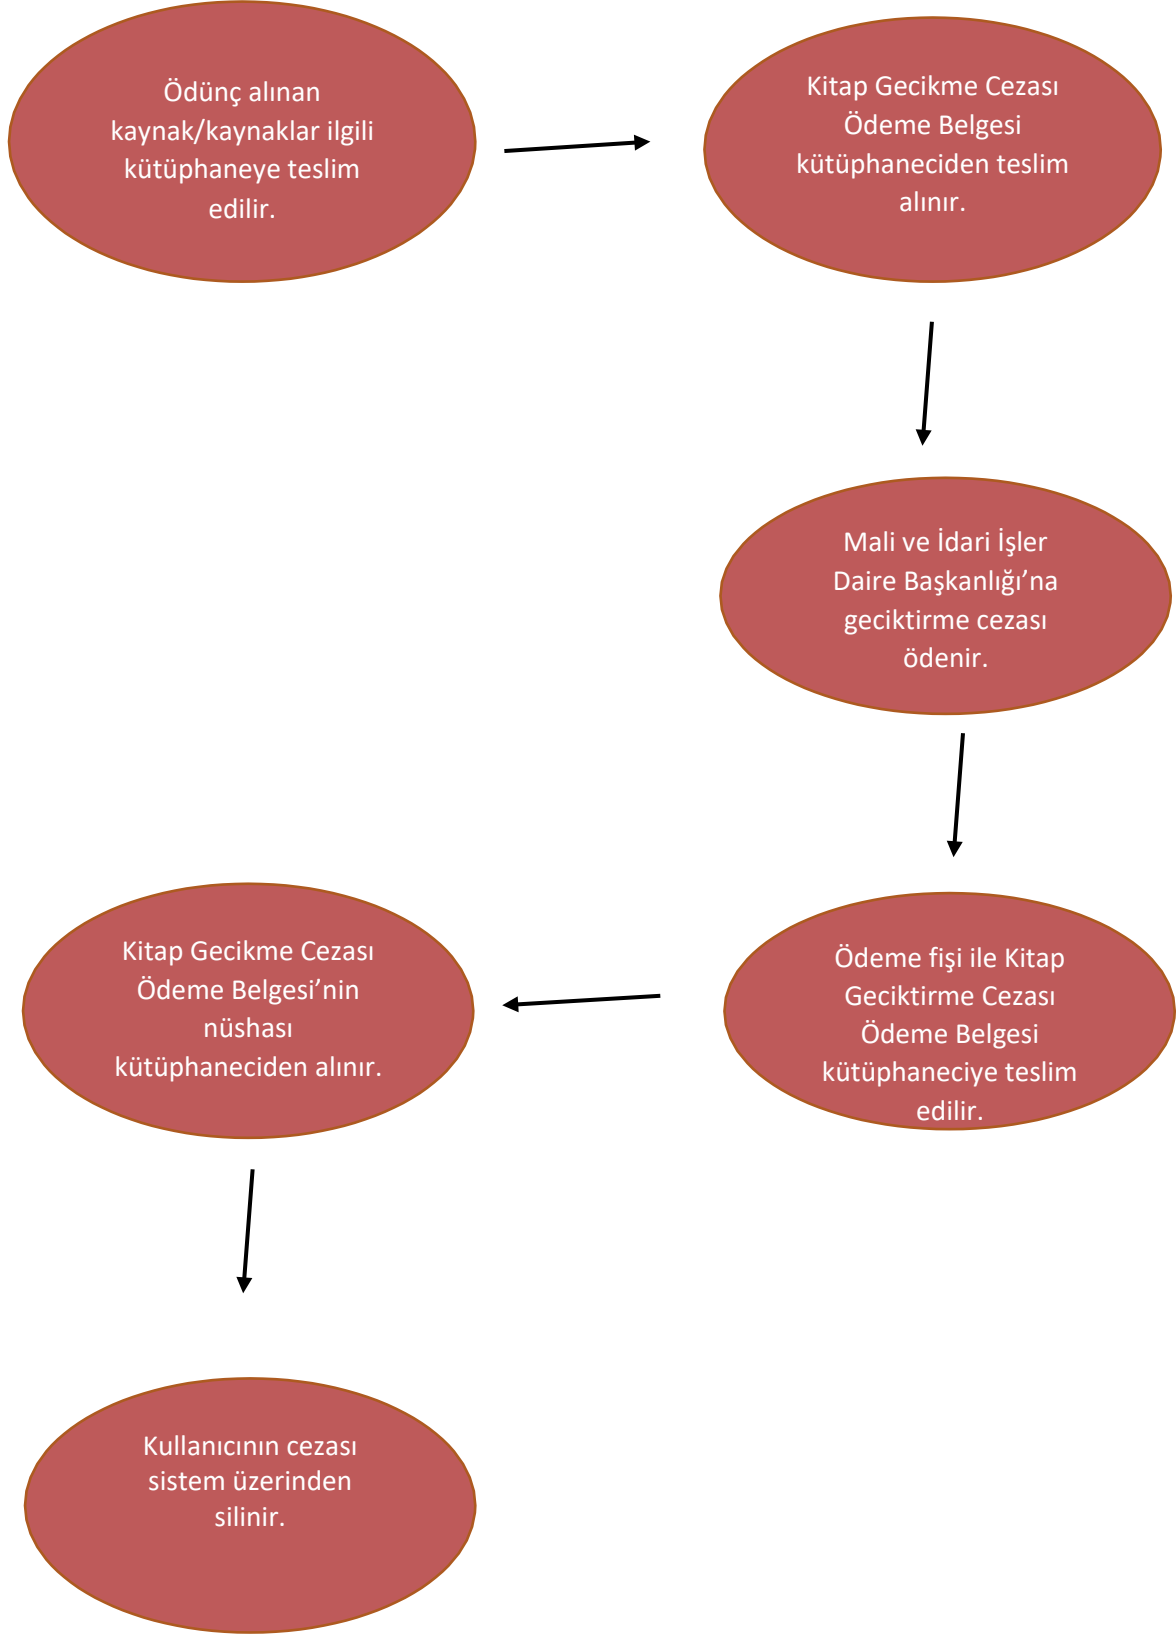 Ödünç alınan
kaynak/kaynaklar ilgili
kütüphaneye teslim
edilir.
Kitap Gecikme Cezası
Ödeme Belgesi
kütüphaneciden teslim
alınır.
Mali ve İdari İşler
Daire Başkanlığı’na
geciktirme cezası
ödenir.
Ödeme fişi ile Kitap
Geciktirme Cezası
Ödeme Belgesi
kütüphaneciye teslim
edilir.
Kitap Gecikme Cezası
Ödeme Belgesi’nin
nüshası
kütüphaneciden alınır.
Kullanıcının cezası
sistem üzerinden
silinir.